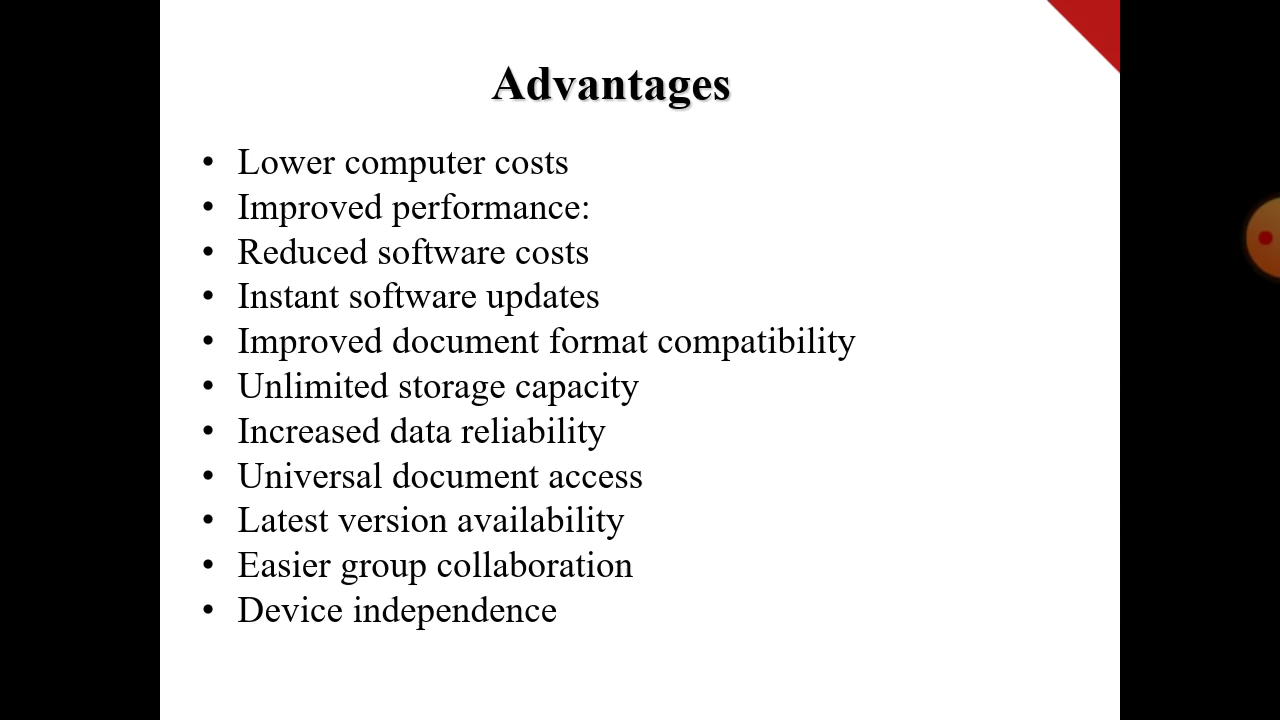 Advantages
• Lower computer costs
• Improved performance:
• Reduced software costs
• Instant software updates
• Improved document format compatibility
• Unlimited storage capacity
• Increased data reliability
• Universal document access
• Latest version availability
• Easier group collaboration
• Device independence